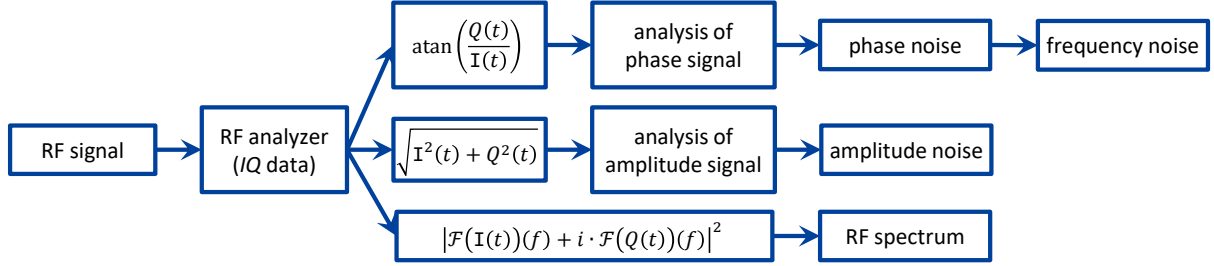 RF signal
RF analyzer
(IQ data)
atan(Q(t)/I(t))
analysis of
phase signal
phase noise
frequency noise
√(I²(t) + Q²(t))
analysis of
amplitude signal
amplitude noise
|ℱ(I(t))(f) + i · ℱ(Q(t))(f)|²
RF spectrum